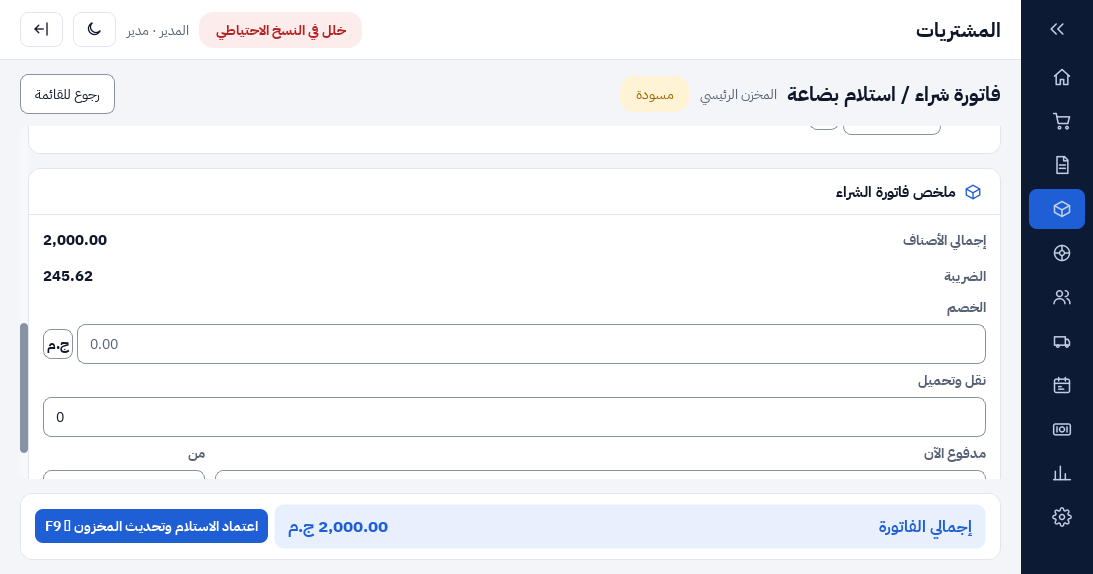 المشتريات
خلل في النسخ الاحتياطي
المدير · مدير
فاتورة شراء / استلام بضاعة
المخزن الرئيسي
مسودة
رجوع للقائمة
ملخص فاتورة الشراء
إجمالي الأصناف 2,000.00
الضريبة 245.62
الخصم
0.00 ج.م
نقل وتحميل
0
مدفوع الآن من
إجمالي الفاتورة 2,000.00 ج.م
اعتماد الاستلام وتحديث المخزون F9